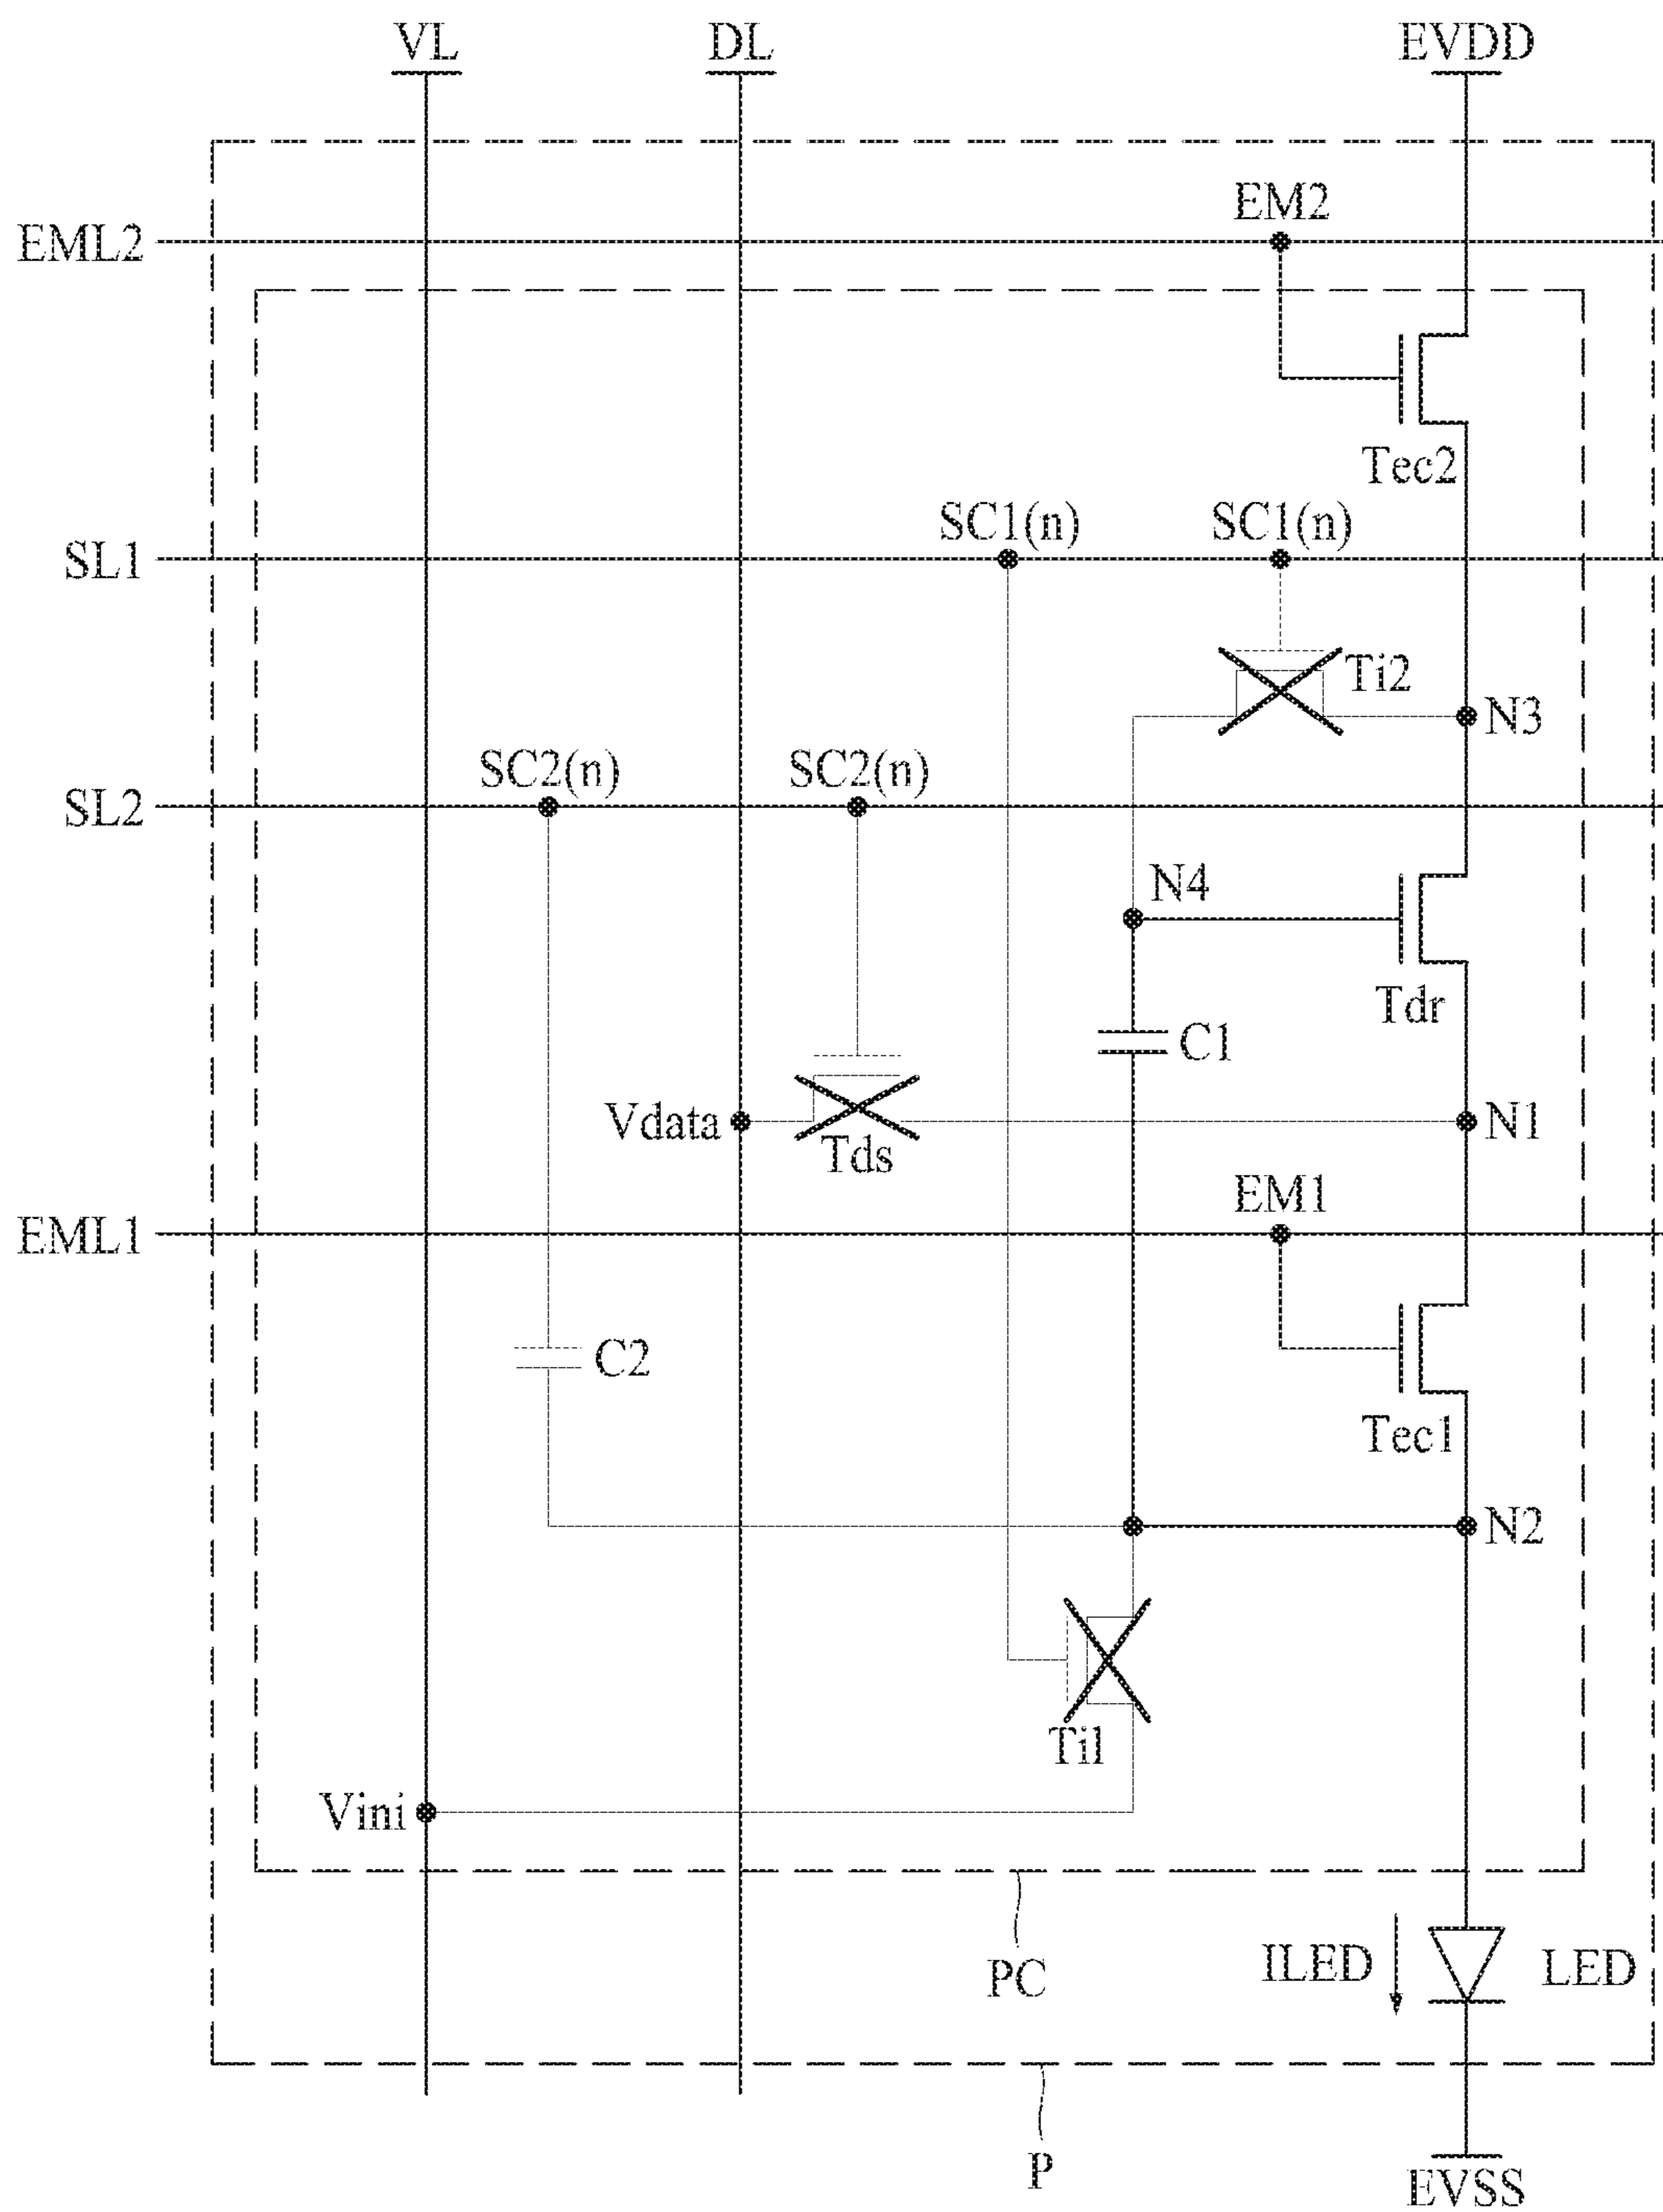 VL DL EVDD
EM2
EML2
Tec2
SC1(n) SC1(n)
SL1
Ti2
N3
SC2(n) SC2(n)
SL2
N4
Tdr
C1
Vdata N1
Tds
EM1
EML1
C2
Tec1
N2
Ti1
Vini
PC ILED LED
P
EVSS